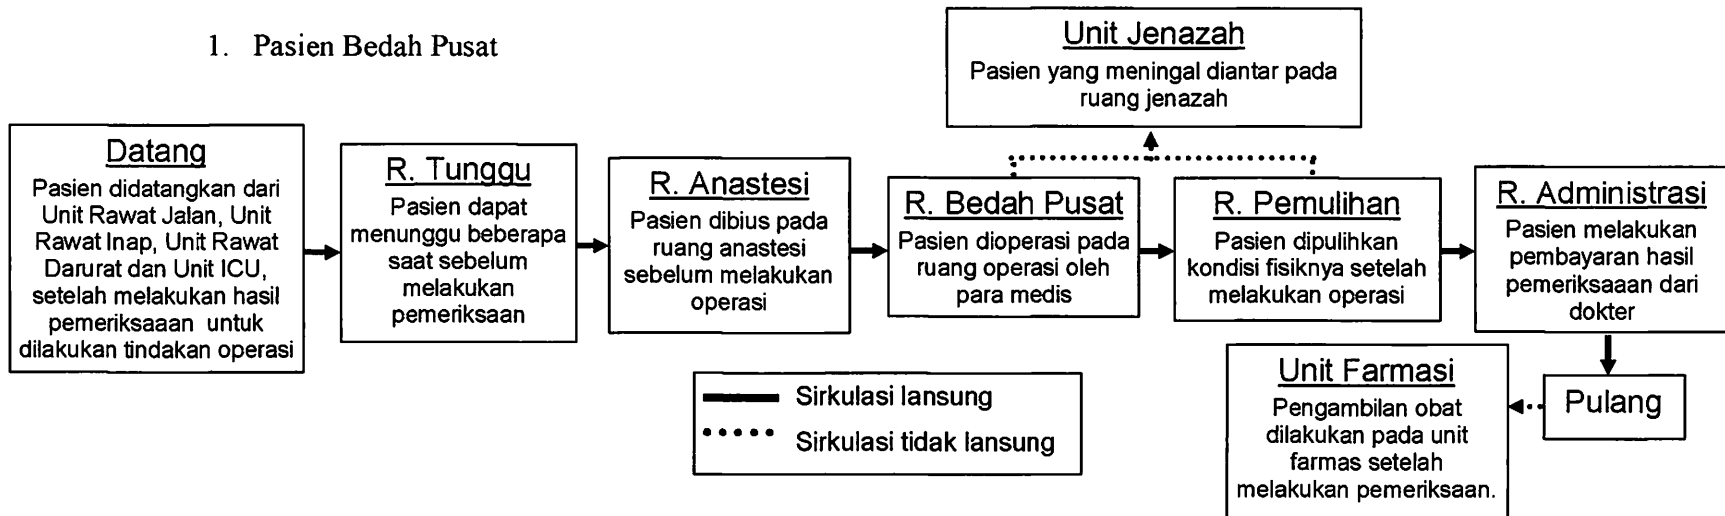 1. Pasien Bedah Pusat
Unit Jenazah
Pasien yang meningal diantar pada
ruang jenazah
Datang
Pasien didatangkan dari
Unit Rawat Jalan, Unit
Rawat Inap, Unit Rawat
Darurat dan Unit ICU,
setelah melakukan hasil
pemeriksaaan untuk
dilakukan tindakan operasi
R. Tunggu
Pasien dapat
menunggu beberapa
saat sebelum
melakukan
pemeriksaan
R. Anastesi
Pasien dibius pada
ruang anastesi
sebelum melakukan
operasi
R. Bedah Pusat
Pasien dioperasi pada
ruang operasi oleh
para medis
R. Pemulihan
Pasien dipulihkan
kondisi fisiknya setelah
melakukan operasi
R. Administrasi
Pasien melakukan
pembayaran hasil
pemeriksaaan dari
dokter
Pulang
Unit Farmasi
Pengambilan obat
dilakukan pada unit
farmas setelah
melakukan pemeriksaan.
Sirkulasi lansung
Sirkulasi tidak lansung